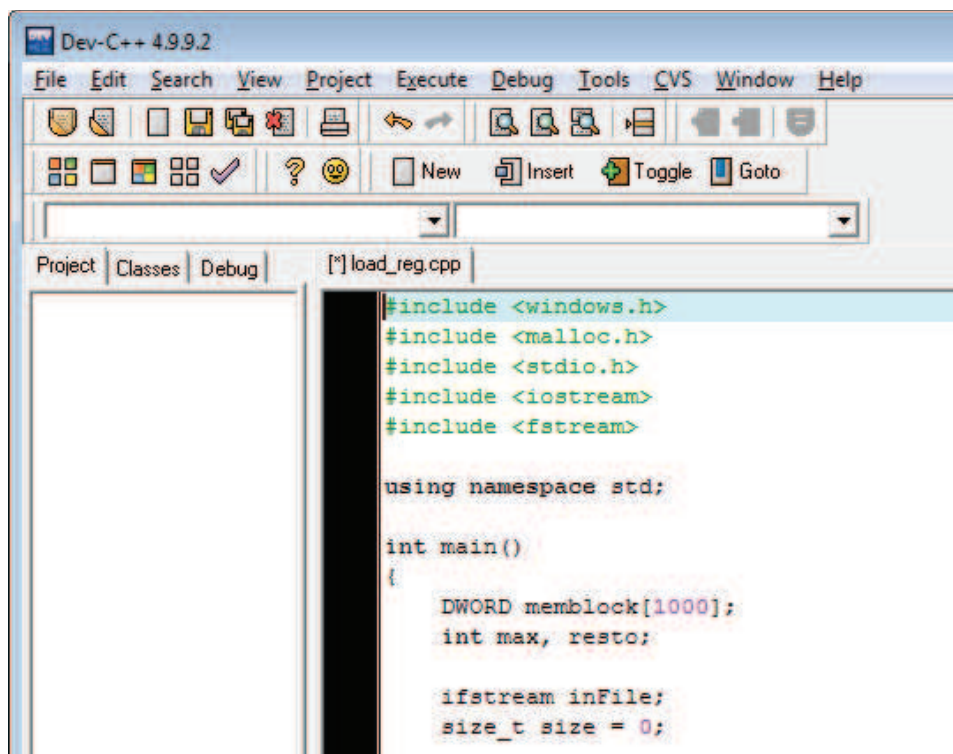 Dev-C++ 4.9.9.2
File Edit Search View Project Execute Debug Tools CVS Window Help
New Insert Toggle Goto
Project Classes Debug [*] load_reg.cpp
#include <windows.h>
#include <malloc.h>
#include <stdio.h>
#include <iostream>
#include <fstream>
using namespace std;
int main()
{
DWORD memblock[1000];
int max, resto;
ifstream inFile;
size_t size = 0;